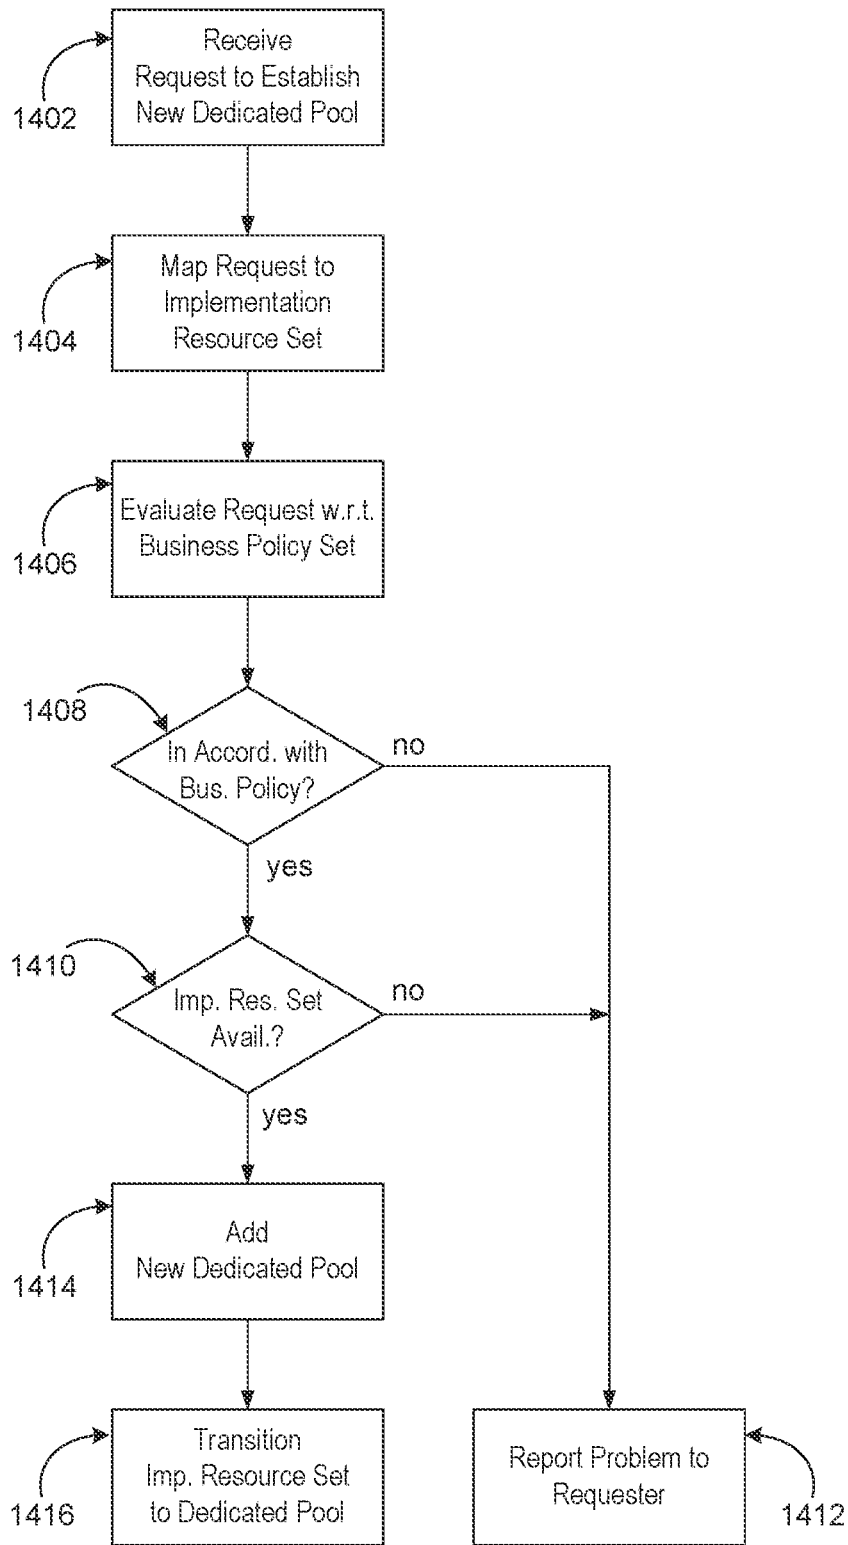 Receive
Request to Establish
New Dedicated Pool
1402
Map Request to
Implementation
Resource Set
1404
Evaluate Request w.r.t.
Business Policy Set
1406
1408
In Accord. with
Bus. Policy?
no
yes
1410
Imp. Res. Set
Avail.?
no
yes
Add
New Dedicated Pool
1414
Transition
Imp. Resource Set
to Dedicated Pool
1416
Report Problem to
Requester
1412